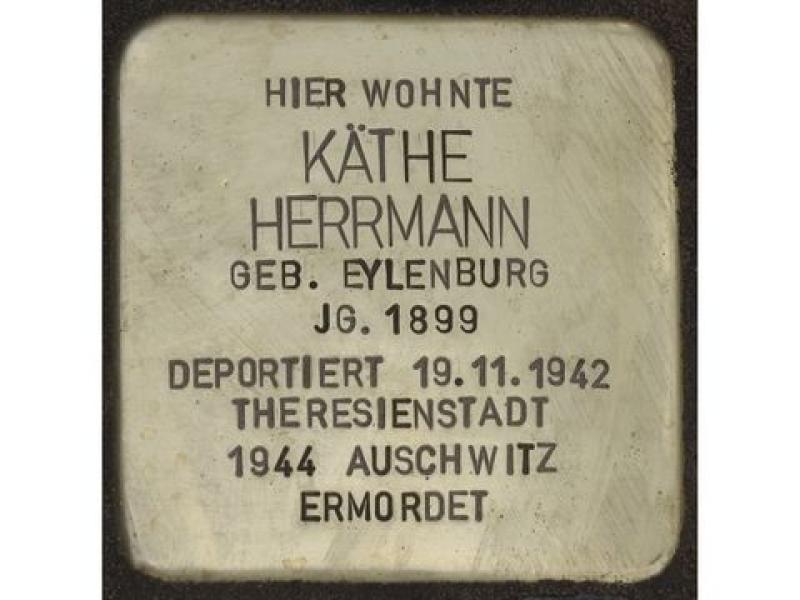 HIER WOHNTE
KÄTHE
HERRMANN
GEB. EYLENBURG
JG. 1899
DEPORTIERT 19.11.1942
THERESIENSTADT
1944 AUSCHWITZ
ERMORDET